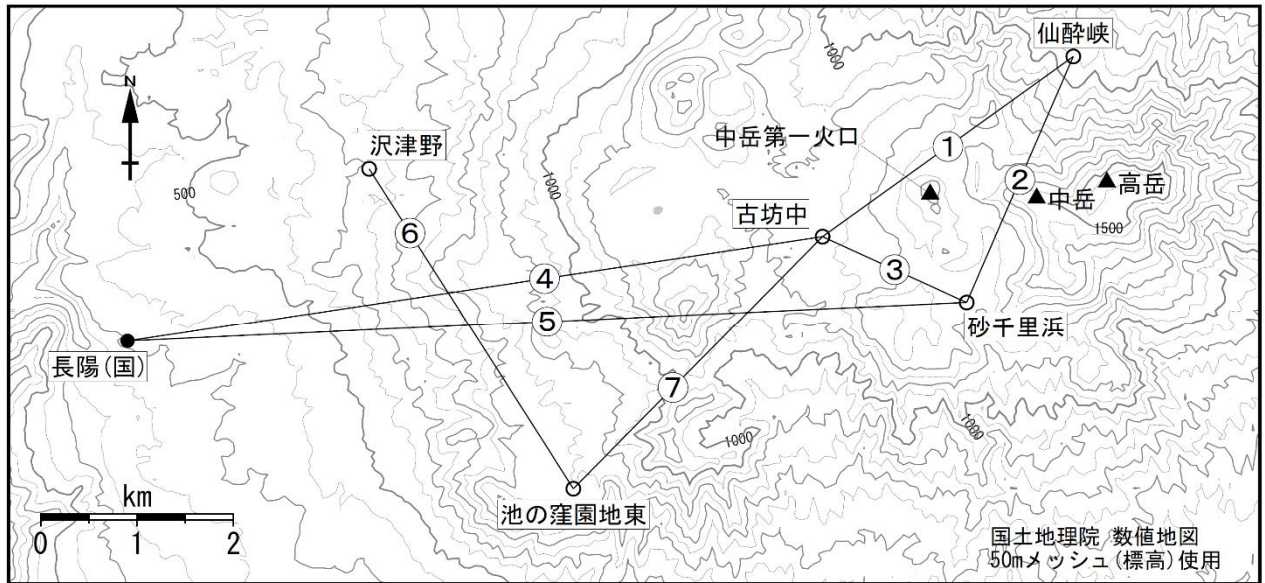 仙酔峡
1000
N
沢津野
中岳第一火口
①
②
高岳
中岳
500
1000
古坊中
1500
⑥
③
④
⑤
砂千里浜
長陽(国)
⑦
1000
1000
km
0 1 2
池の窪園地東
国土地理院 数値地図
50mメッシュ(標高)使用